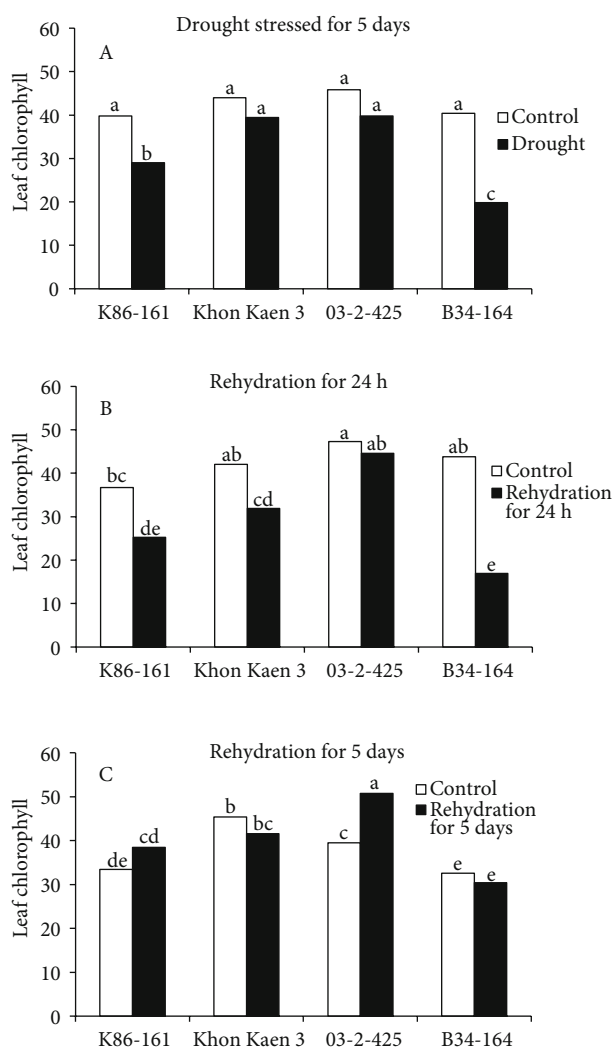 Drought stressed for 5 days
A
Leaf chlorophyll
60
50
40
30
20
10
0
a
b
a
a
a
a
a
c
Control
Drought
K86-161 Khon Kaen 3 03-2-425 B34-164
Rehydration for 24 h
B
Leaf chlorophyll
60
50
40
30
20
10
0
bc
de
ab
cd
a
ab
ab
e
Control
Rehydration
for 24 h
K86-161 Khon Kaen 3 03-2-425 B34-164
Rehydration for 5 days
C
Leaf chlorophyll
60
50
40
30
20
10
0
de
cd
b
bc
c
a
e
e
Control
Rehydration
for 5 days
K86-161 Khon Kaen 3 03-2-425 B34-164